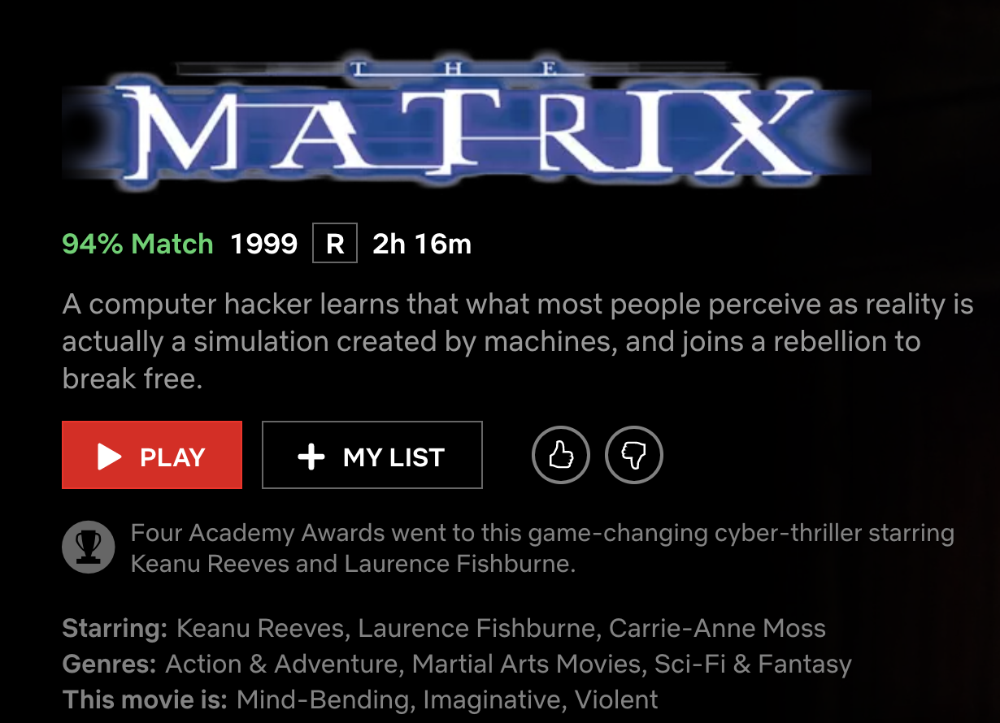 THE
MATRIX
94% Match 1999 R 2h 16m
A computer hacker learns that what most people perceive as reality is
actually a simulation created by machines, and joins a rebellion to
break free.
PLAY MY LIST
Four Academy Awards went to this game-changing cyber-thriller starring
Keanu Reeves and Laurence Fishburne.
Starring: Keanu Reeves, Laurence Fishburne, Carrie-Anne Moss
Genres: Action & Adventure, Martial Arts Movies, Sci-Fi & Fantasy
This movie is: Mind-Bending, Imaginative, Violent